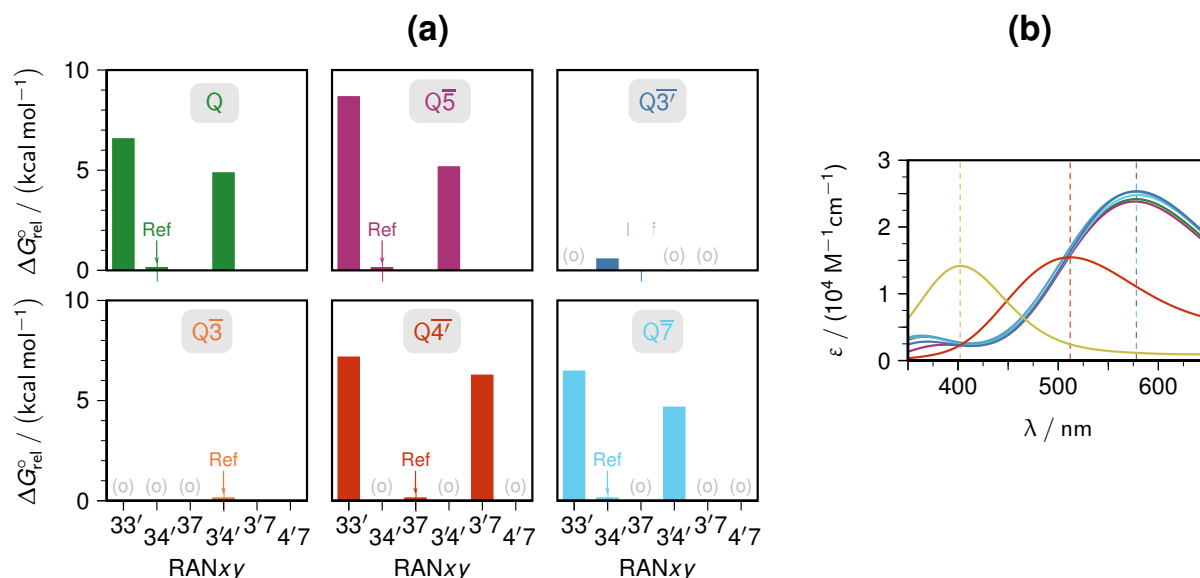 (a)
(b)
ΔG°rel / (kcal mol⁻¹)
10
5
0
Q
Ref
Q5̅
Ref
Q3̅′̅
(o) (o) (o)
ΔG°rel / (kcal mol⁻¹)
10
5
0
Q3̅
Ref
(o) (o) (o)
Q4̅′̅
Ref
(o) (o) (o)
Q7̅
Ref
(o) (o) (o)
33′ 34′ 37 3′4′ 3′7 4′7
RANxy
33′ 34′ 37 3′4′ 3′7 4′7
RANxy
33′ 34′ 37 3′4′ 3′7 4′7
RANxy
ε / (10⁴ M⁻¹cm⁻¹)
3
2
1
0
400 500 600
λ / nm